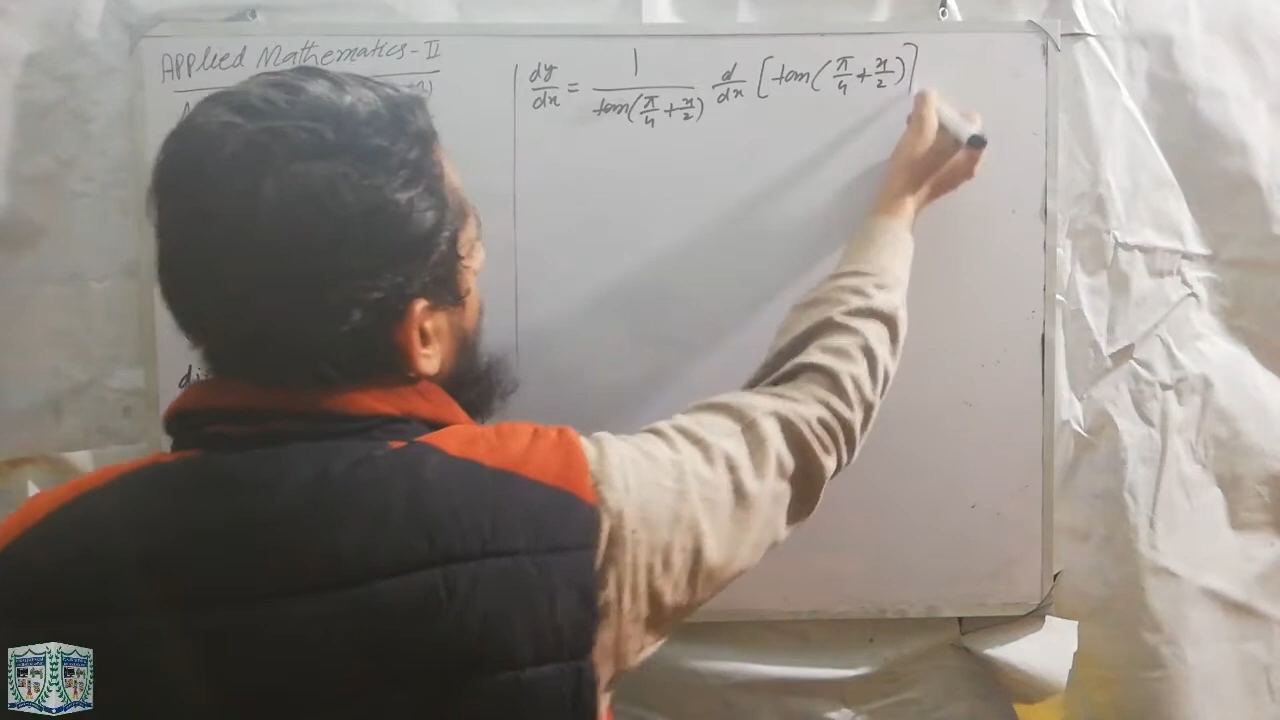 Applied Mathematics-II
dy/dx = 1/tan(π/4 + x/2) d/dx [tan(π/4 + x/2)]